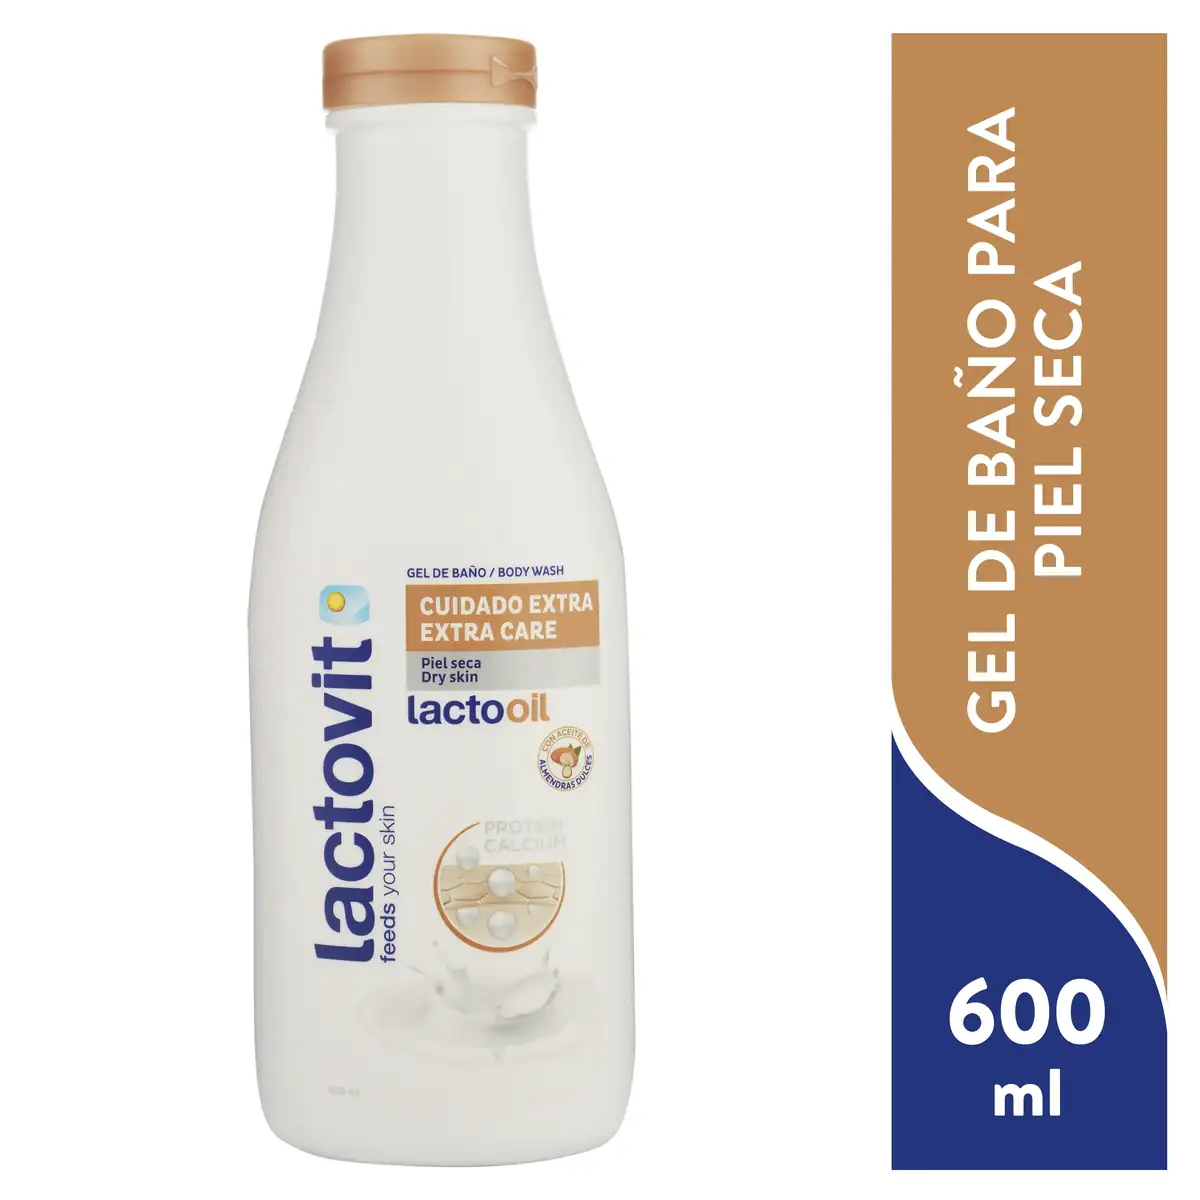 GEL DE BAÑO / BODY WASH
CUIDADO EXTRA
EXTRA CARE
Piel seca
Dry skin
lactooil
CON ACEITE DE
ALMENDRAS DULCES
PROTEIN
CALCIUM
lactovit
feeds your skin
GEL DE BAÑO PARA
PIEL SECA
600
ml